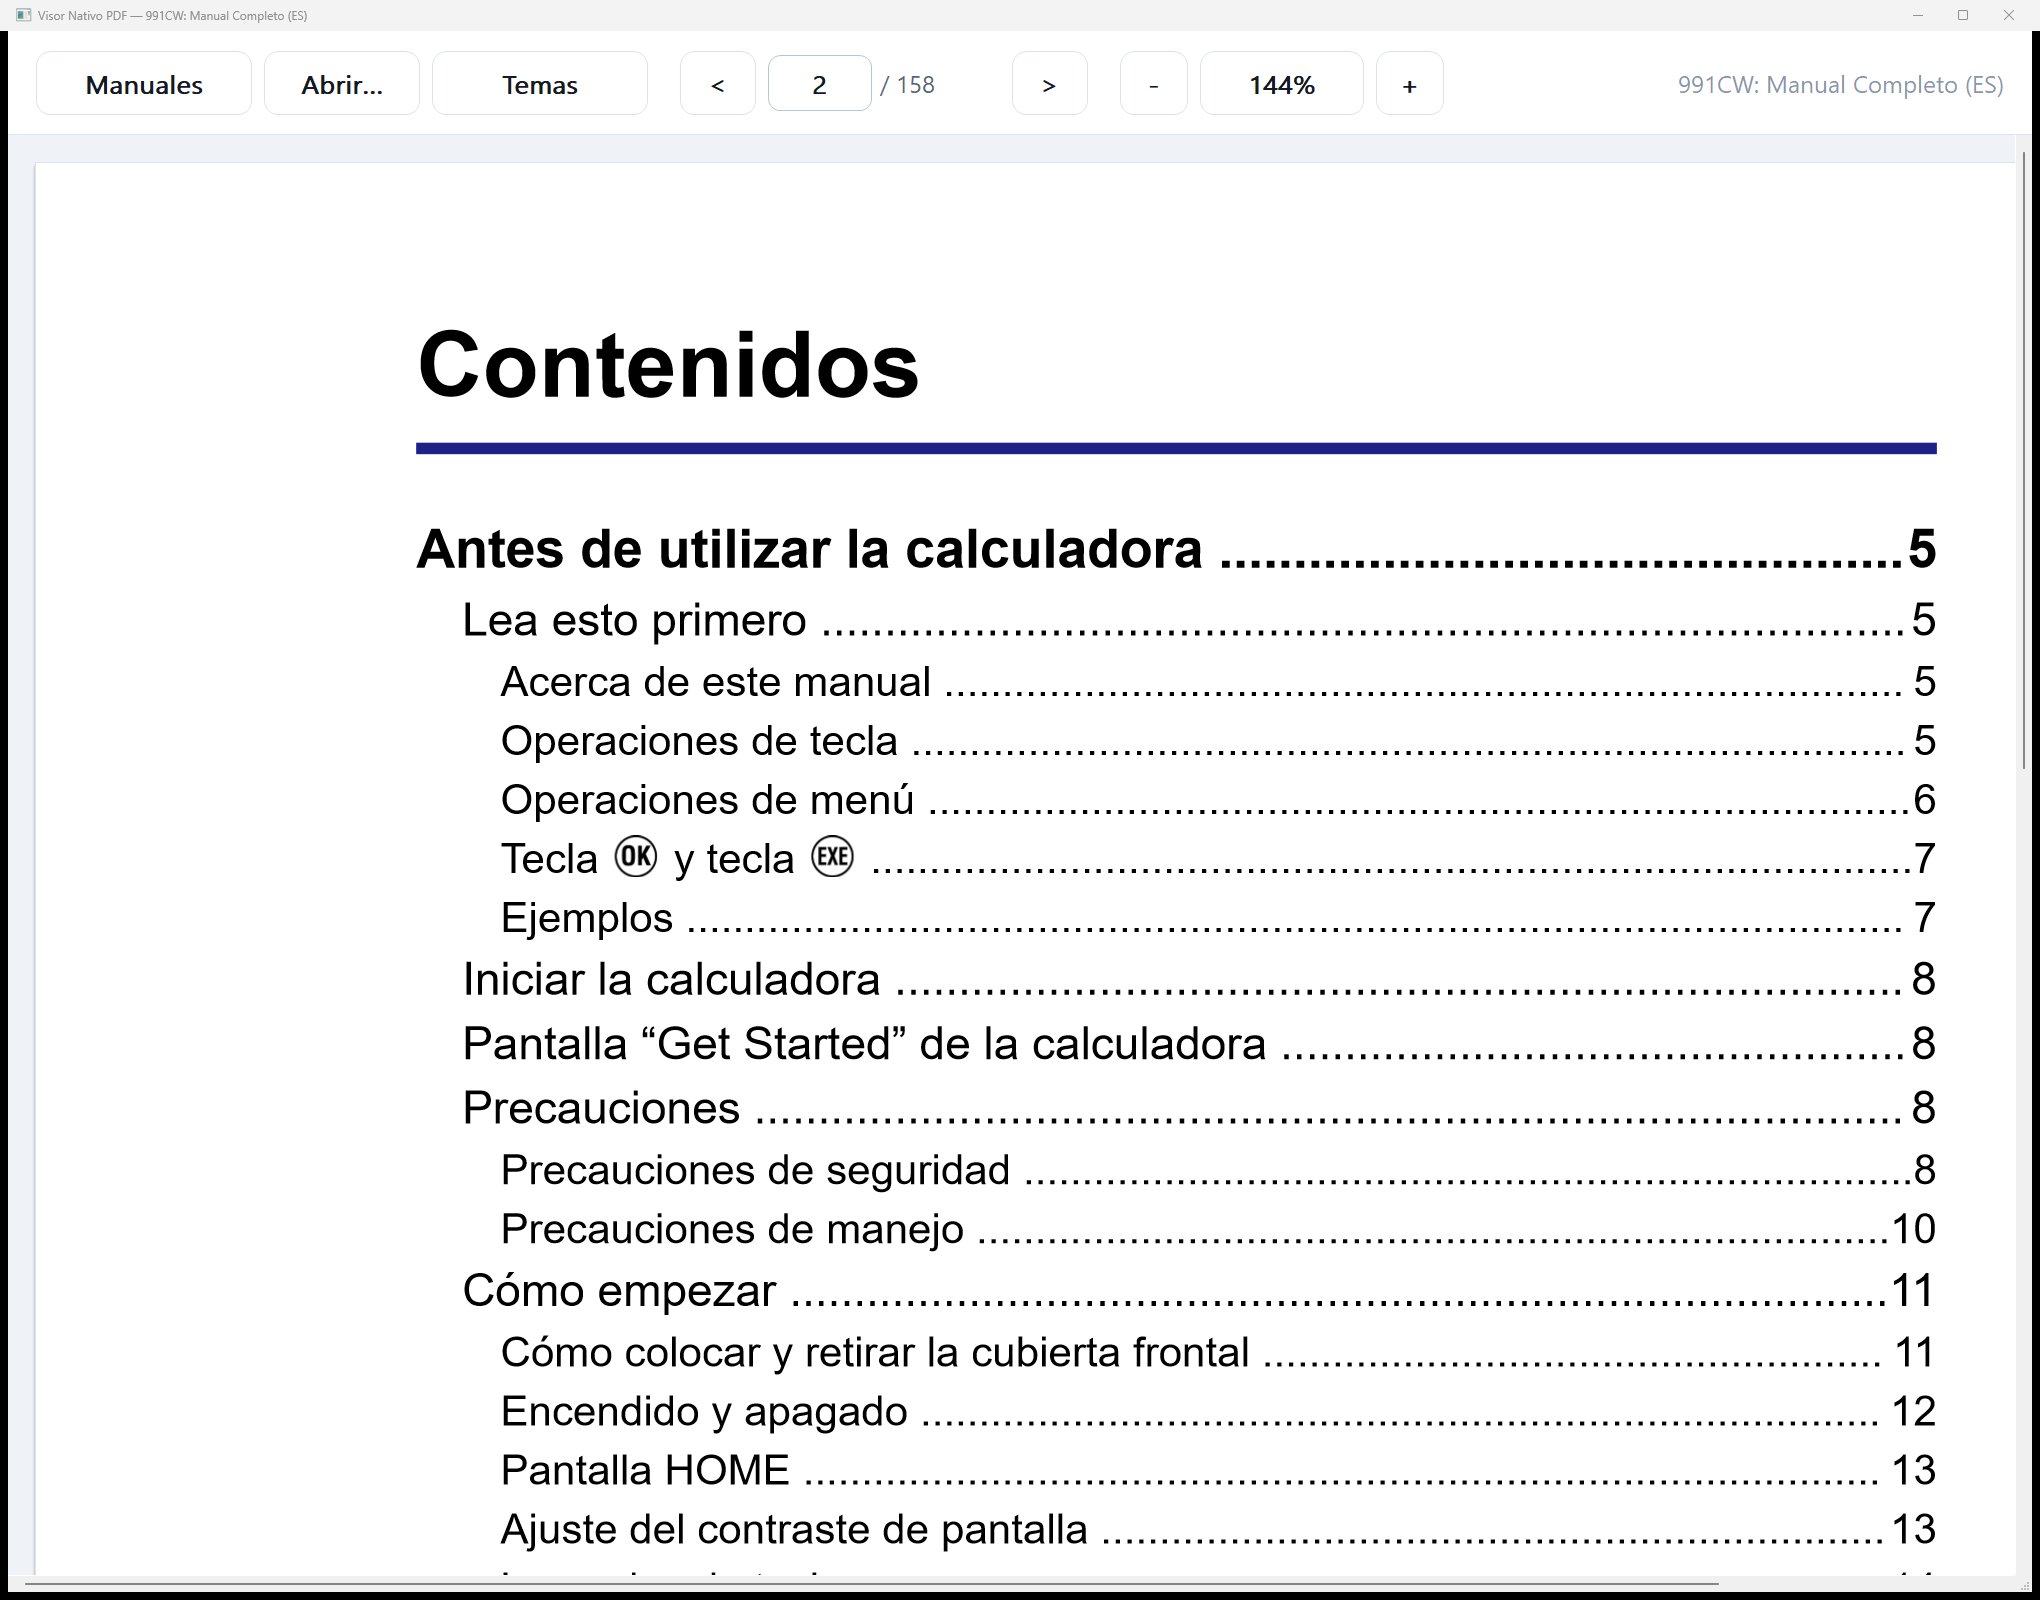 Visor Nativo PDF — 991CW: Manual Completo (ES)
Manuales Abrir... Temas < 2 / 158 > - 144% + 991CW: Manual Completo (ES)
Contenidos
Antes de utilizar la calculadora 5
Lea esto primero 5
Acerca de este manual 5
Operaciones de tecla 5
Operaciones de menú 6
Tecla OK y tecla EXE 7
Ejemplos 7
Iniciar la calculadora 8
Pantalla “Get Started” de la calculadora 8
Precauciones 8
Precauciones de seguridad 8
Precauciones de manejo 10
Cómo empezar 11
Cómo colocar y retirar la cubierta frontal 11
Encendido y apagado 12
Pantalla HOME 13
Ajuste del contraste de pantalla 13